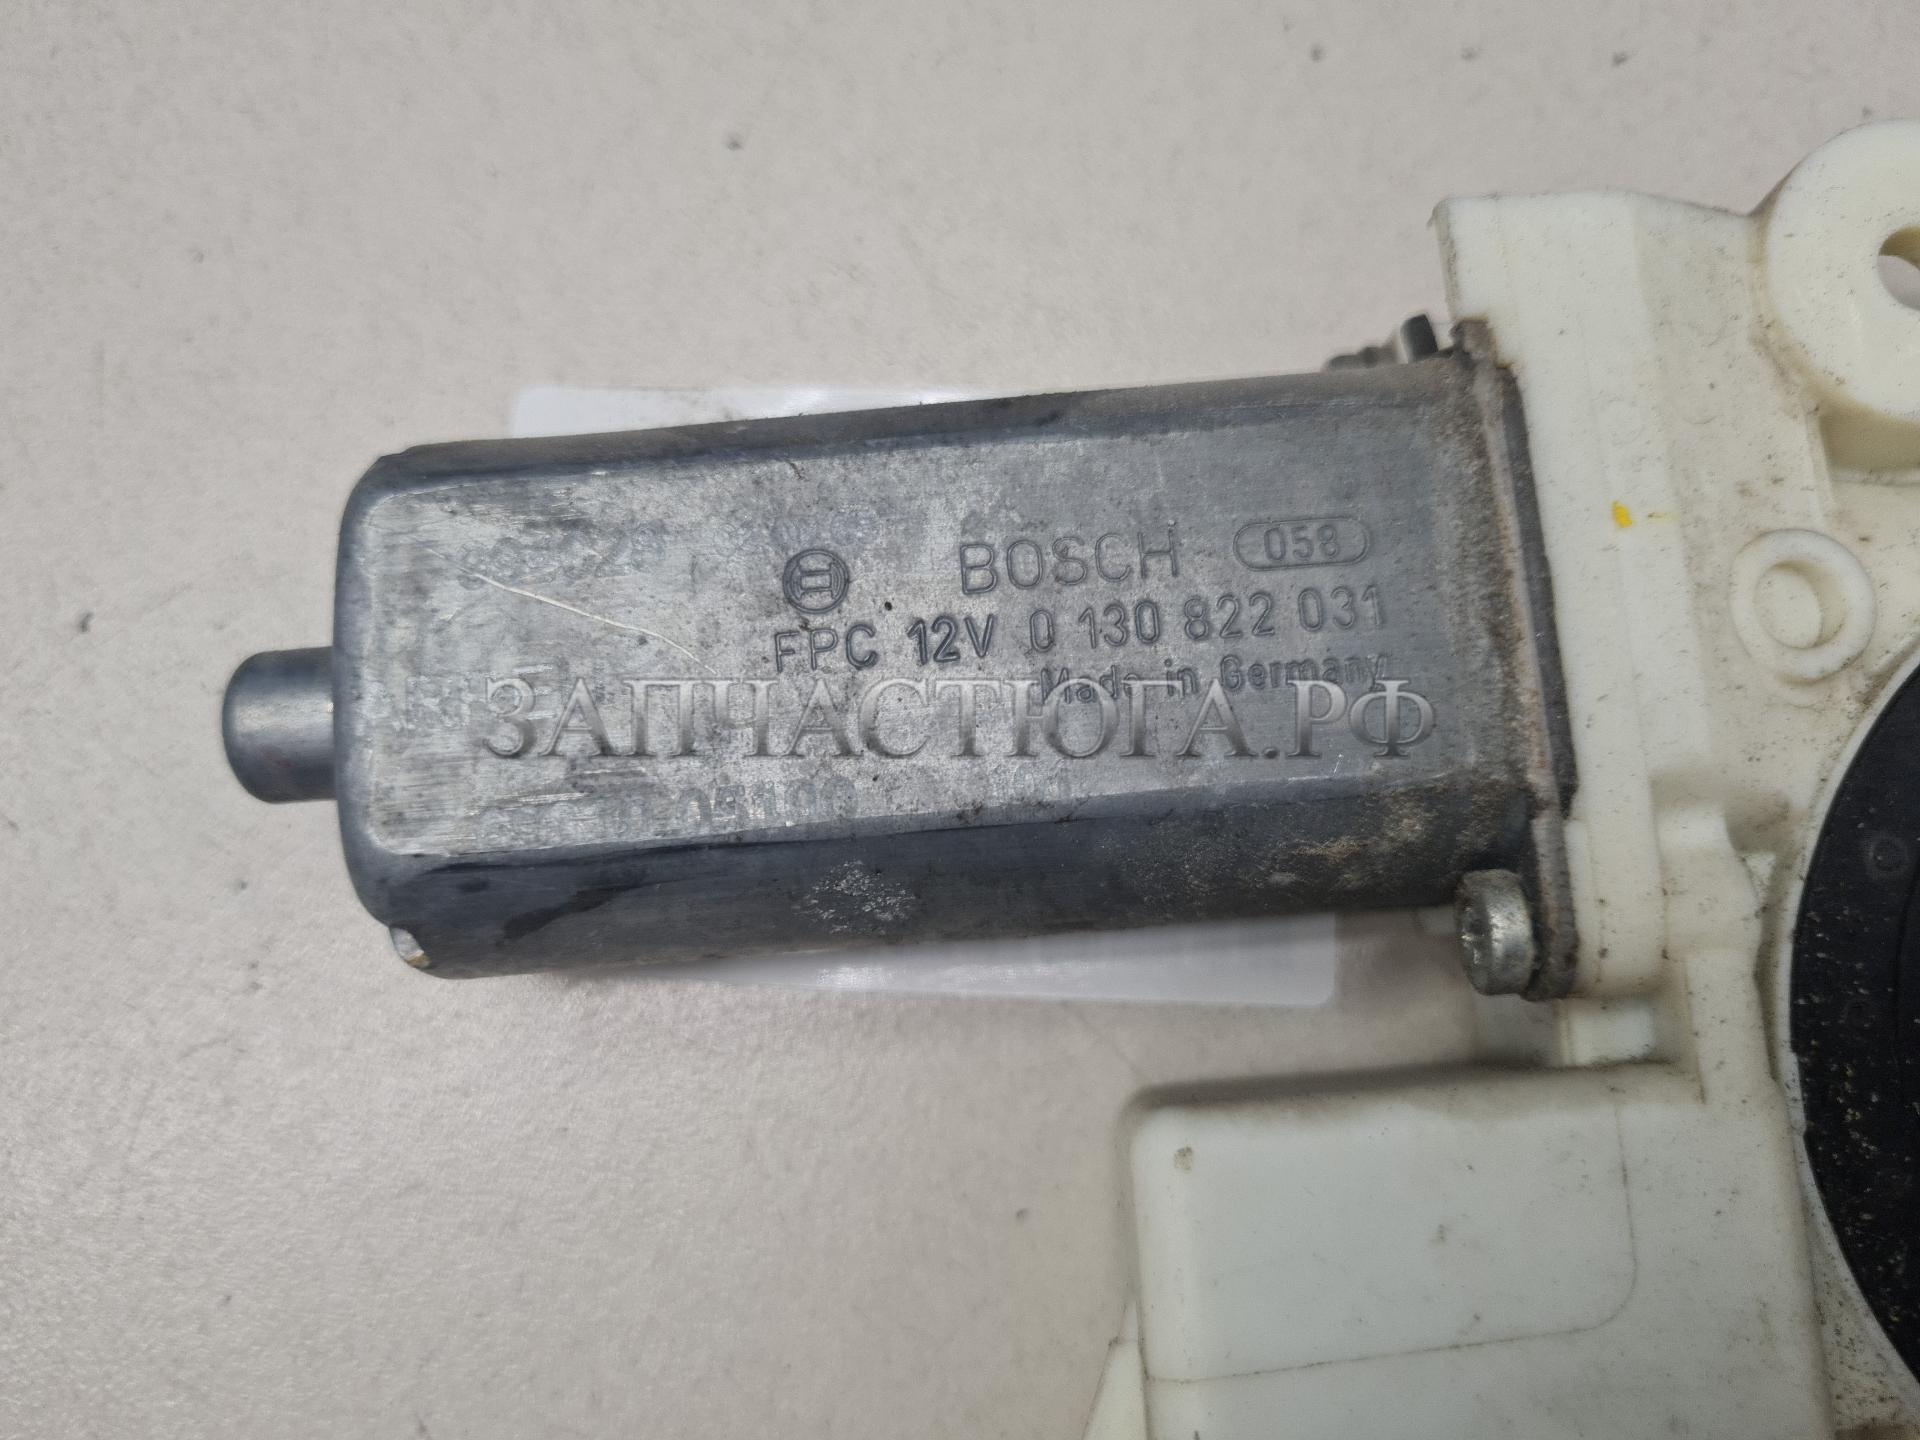 BOSCH 058
FPC 12V 0 130 822 031
Made in Germany
ЗАПЧАСТЮГА.РФ